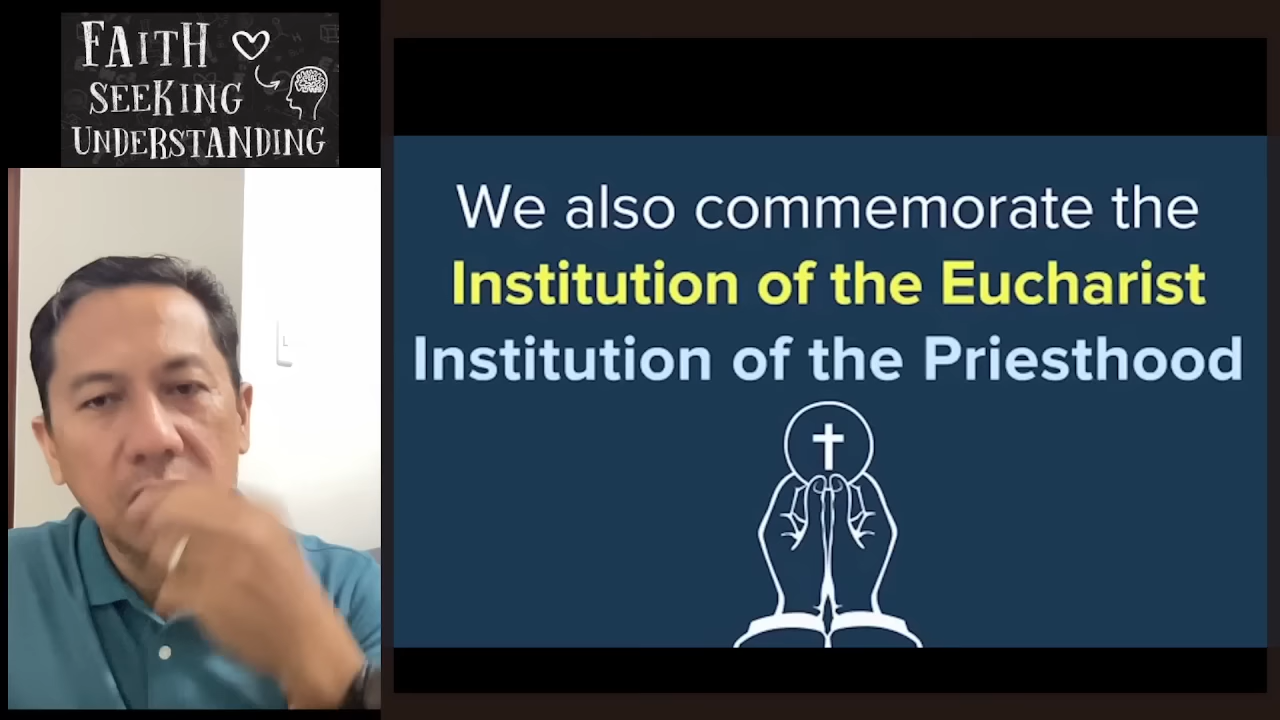 FAITH
SEEKING
UNDERSTANDING
We also commemorate the
Institution of the Eucharist
Institution of the Priesthood